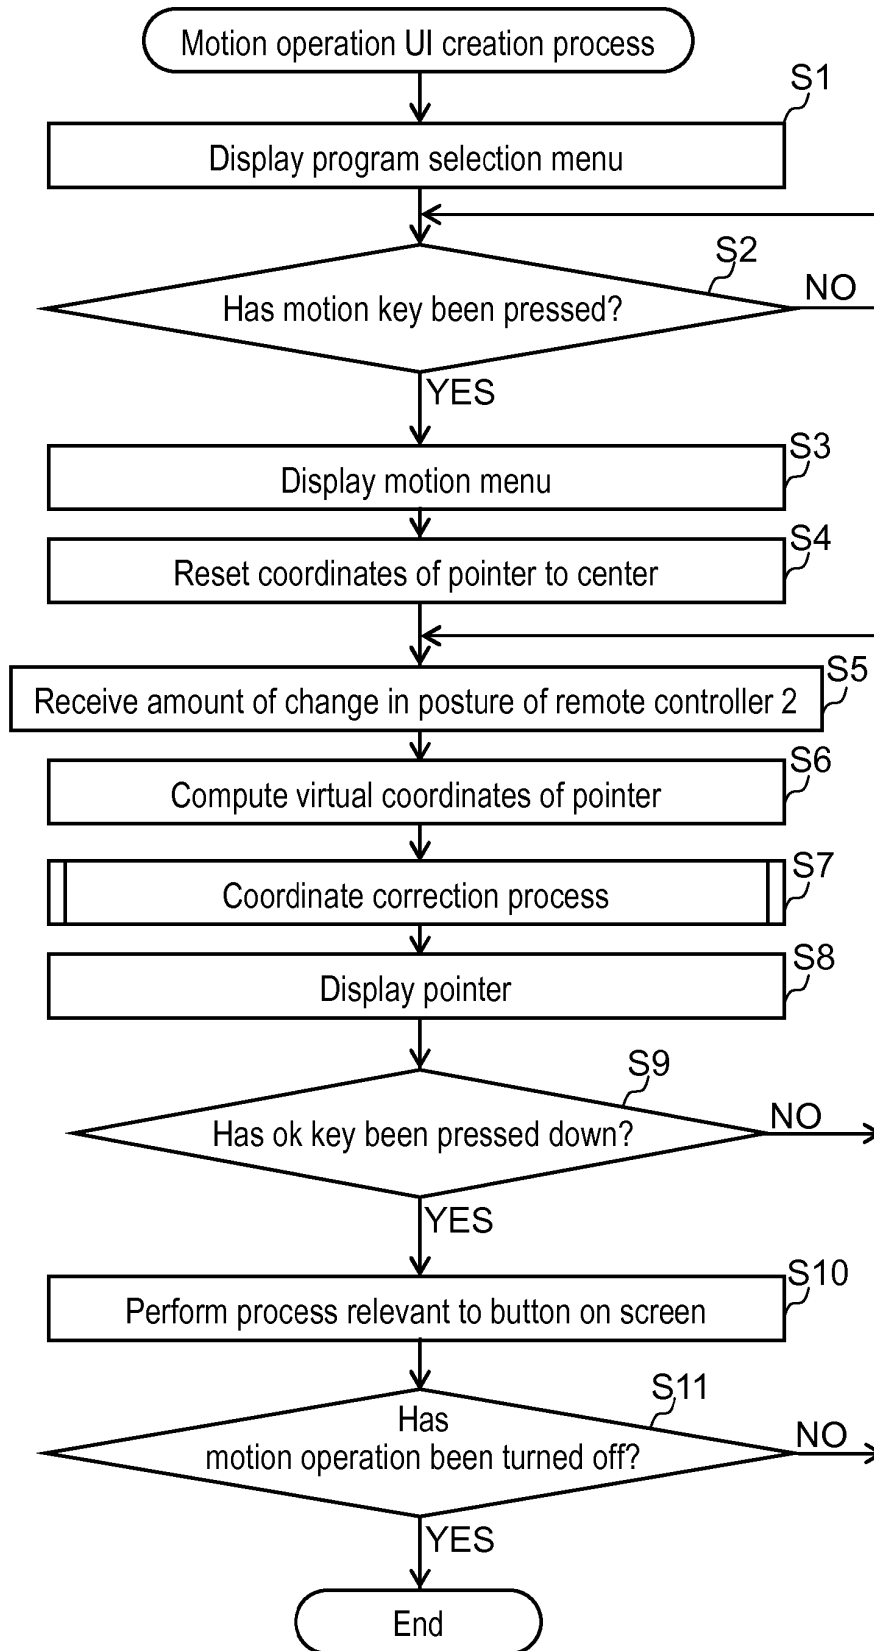 Motion operation UI creation process
S1
Display program selection menu
S2
Has motion key been pressed?
NO
YES
S3
Display motion menu
S4
Reset coordinates of pointer to center
S5
Receive amount of change in posture of remote controller 2
S6
Compute virtual coordinates of pointer
S7
Coordinate correction process
S8
Display pointer
S9
Has ok key been pressed down?
NO
YES
S10
Perform process relevant to button on screen
S11
Has
motion operation been turned off?
NO
YES
End